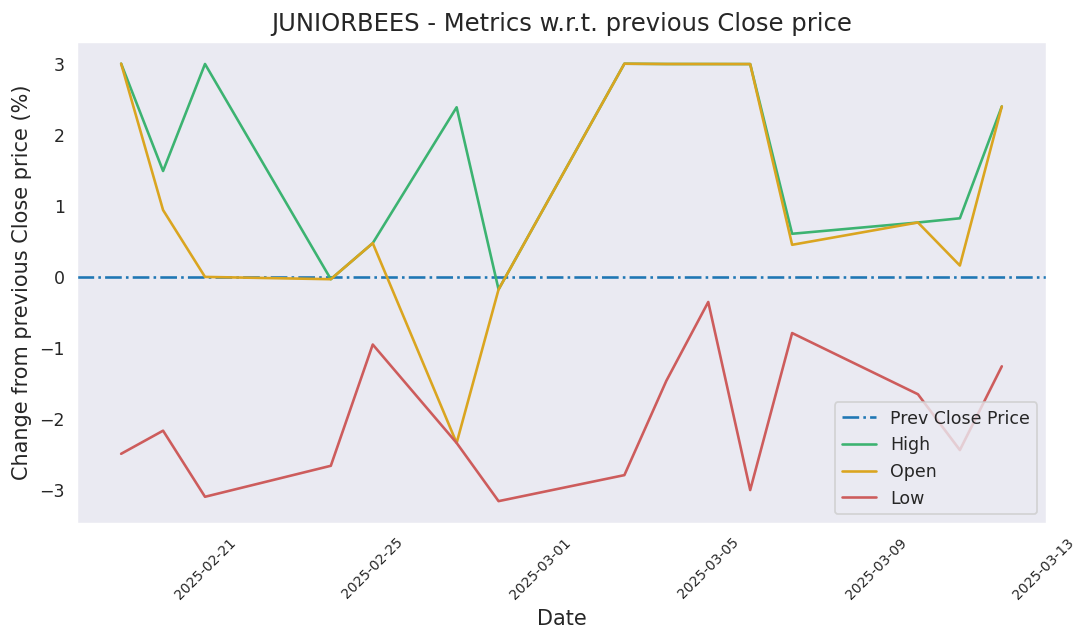 JUNIORBEES - Metrics w.r.t. previous Close price
Change from previous Close price (%)
3
2
1
0
−1
−2
−3
Prev Close Price
High
Open
Low
2025-02-21
2025-02-25
2025-03-01
2025-03-05
2025-03-09
2025-03-13
Date